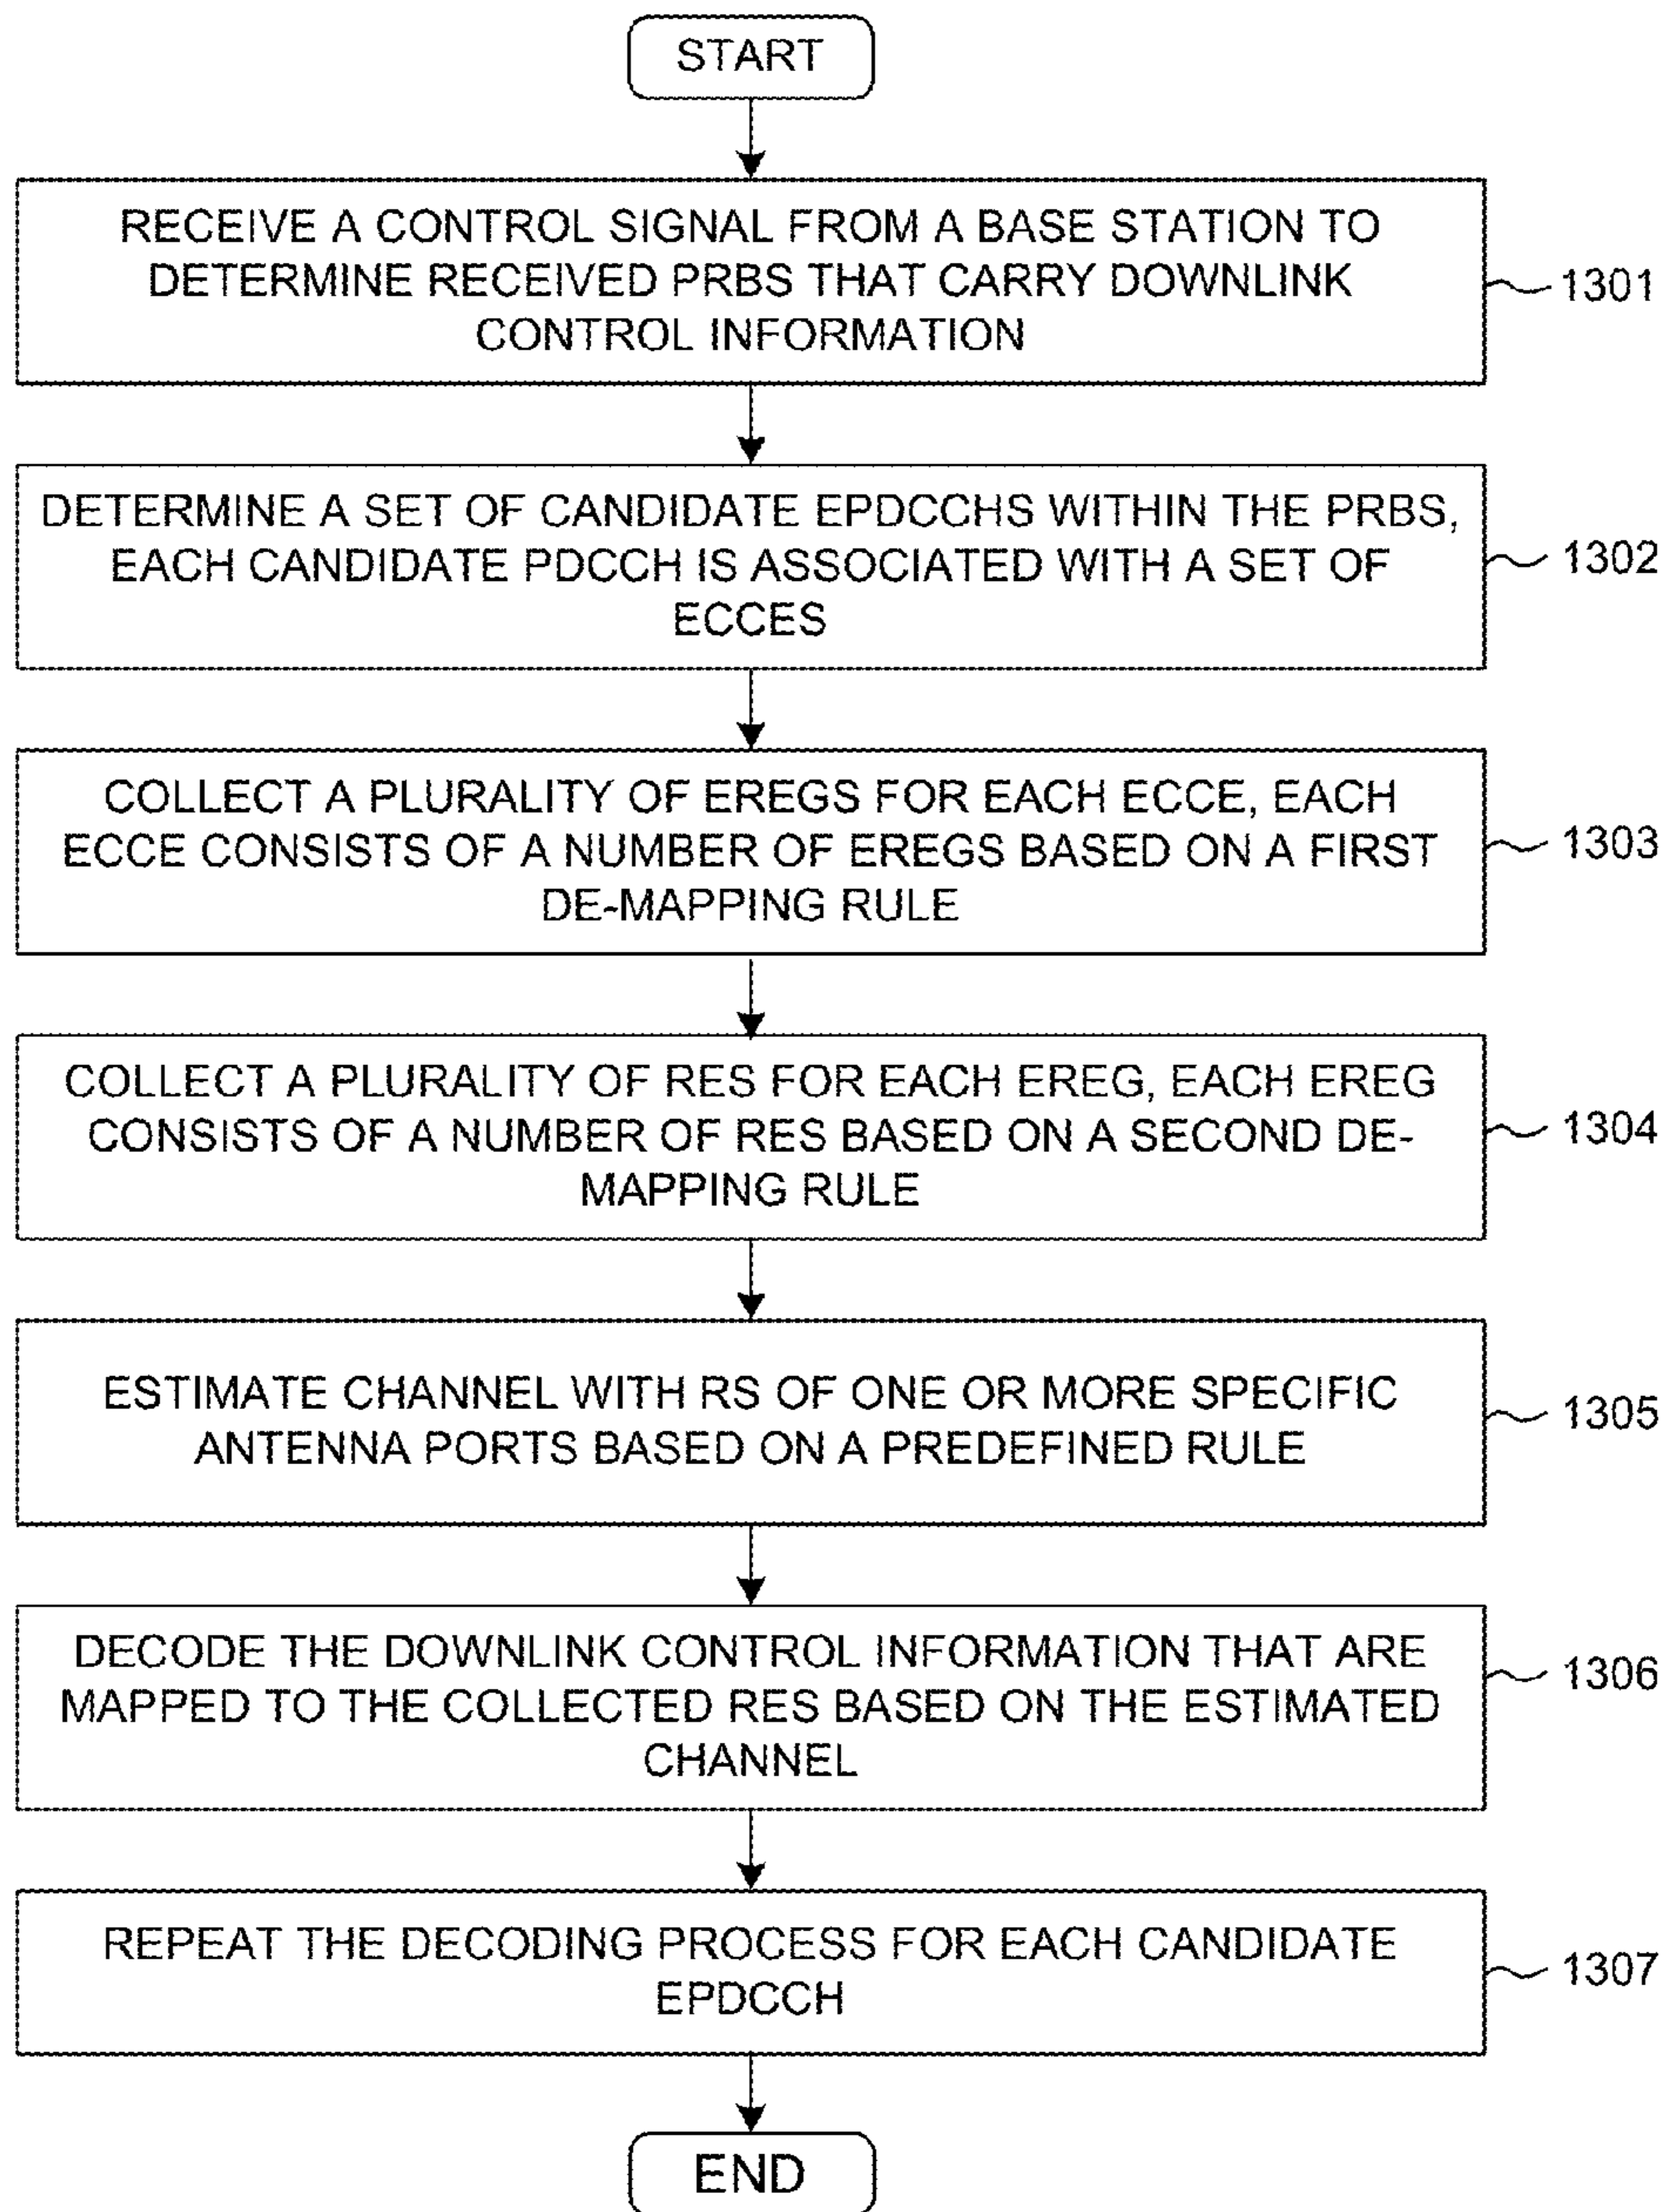 START
RECEIVE A CONTROL SIGNAL FROM A BASE STATION TO
DETERMINE RECEIVED PRBS THAT CARRY DOWNLINK
CONTROL INFORMATION
1301
DETERMINE A SET OF CANDIDATE EPDCCHS WITHIN THE PRBS,
EACH CANDIDATE PDCCH IS ASSOCIATED WITH A SET OF
ECCES
1302
COLLECT A PLURALITY OF EREGS FOR EACH ECCE, EACH
ECCE CONSISTS OF A NUMBER OF EREGS BASED ON A FIRST
DE-MAPPING RULE
1303
COLLECT A PLURALITY OF RES FOR EACH EREG, EACH EREG
CONSISTS OF A NUMBER OF RES BASED ON A SECOND DE-
MAPPING RULE
1304
ESTIMATE CHANNEL WITH RS OF ONE OR MORE SPECIFIC
ANTENNA PORTS BASED ON A PREDEFINED RULE
1305
DECODE THE DOWNLINK CONTROL INFORMATION THAT ARE
MAPPED TO THE COLLECTED RES BASED ON THE ESTIMATED
CHANNEL
1306
REPEAT THE DECODING PROCESS FOR EACH CANDIDATE
EPDCCH
1307
END